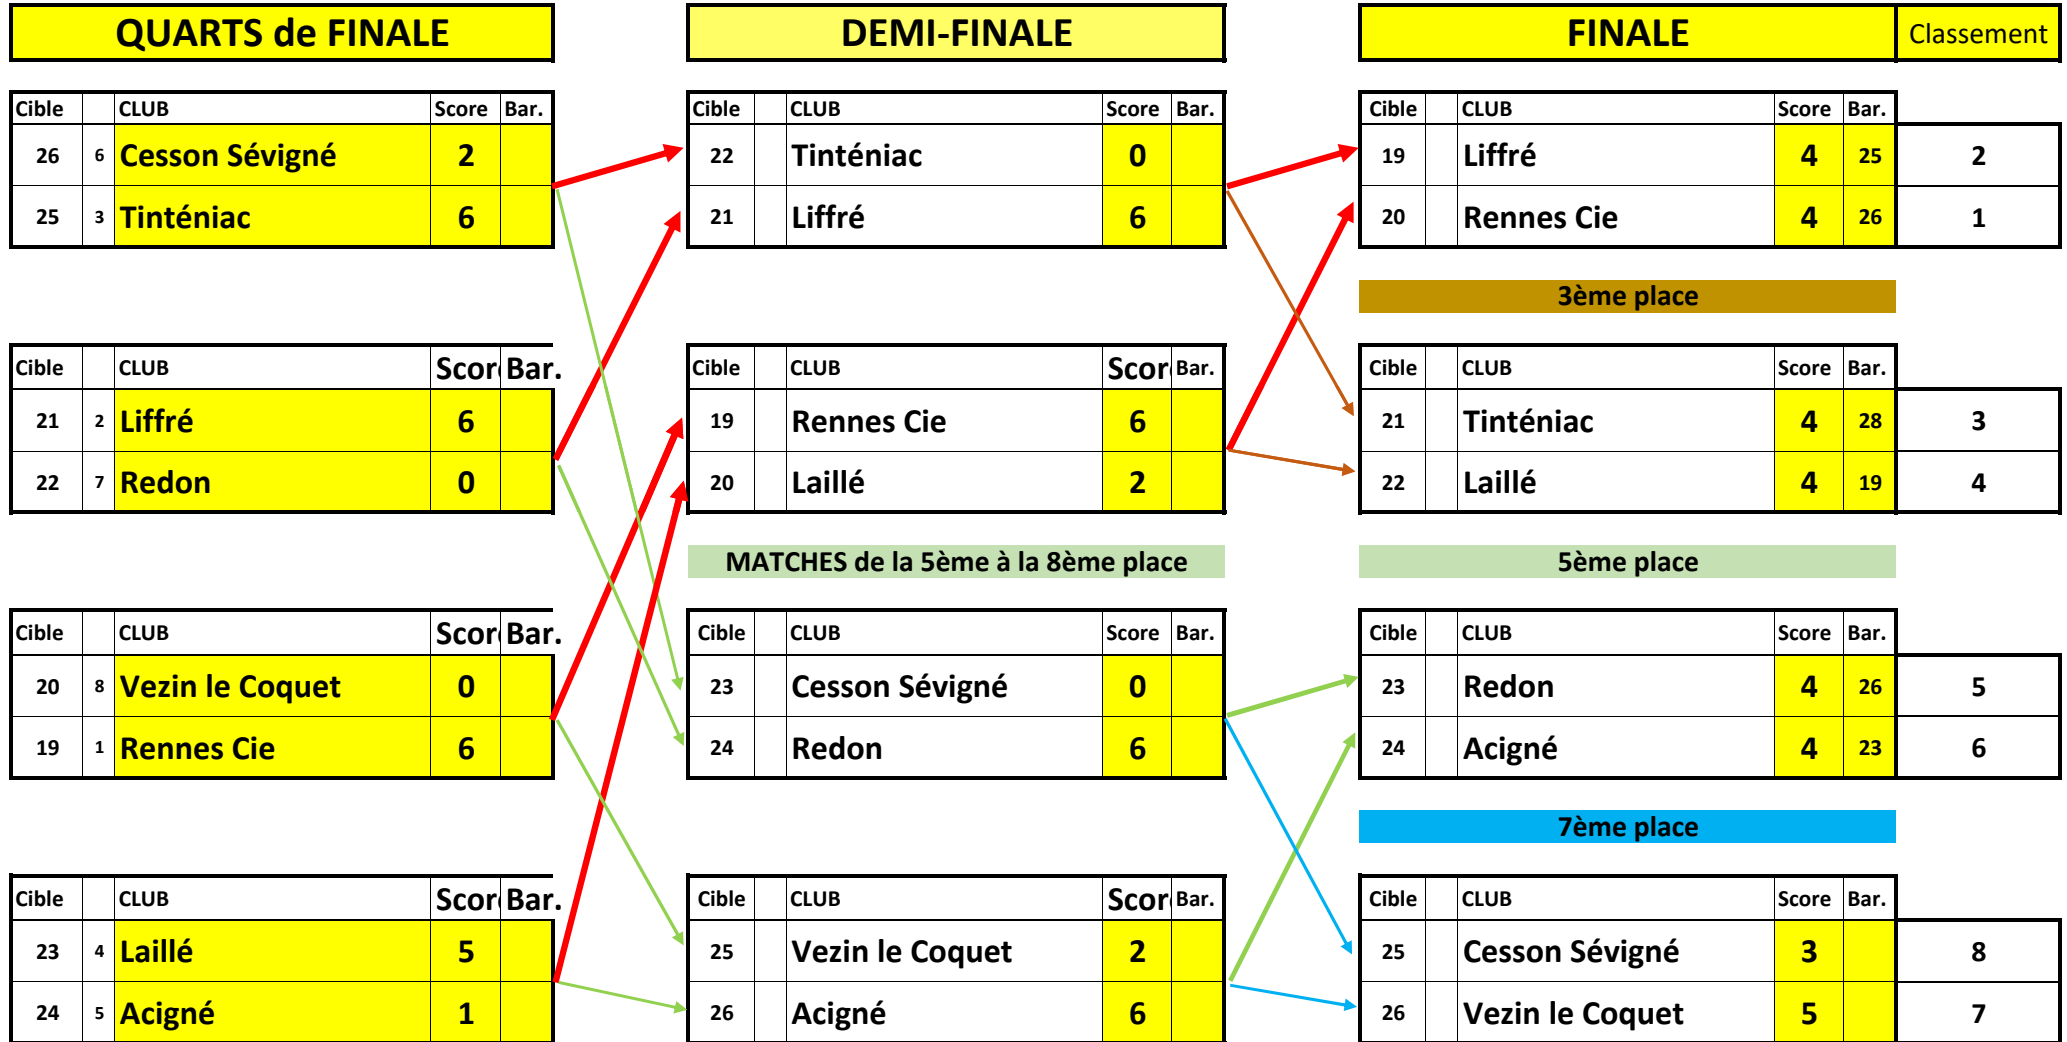 QUARTS de FINALE DEMI-FINALE FINALE Classement
Cible CLUB Score Bar. Cible CLUB Score Bar. Cible CLUB Score Bar.
26 6 Cesson Sévigné 2 22 Tinténiac 0 19 Liffré 4 25 2
25 3 Tinténiac 6 21 Liffré 6 20 Rennes Cie 4 26 1
3ème place
Cible CLUB Scor Bar. Cible CLUB Scor Bar. Cible CLUB Score Bar.
21 2 Liffré 6 19 Rennes Cie 6 21 Tinténiac 4 28 3
22 7 Redon 0 20 Laillé 2 22 Laillé 4 19 4
MATCHES de la 5ème à la 8ème place 5ème place
Cible CLUB Scor Bar. Cible CLUB Score Bar. Cible CLUB Score Bar.
20 8 Vezin le Coquet 0 23 Cesson Sévigné 0 23 Redon 4 26 5
19 1 Rennes Cie 6 24 Redon 6 24 Acigné 4 23 6
7ème place
Cible CLUB Scor Bar. Cible CLUB Scor Bar. Cible CLUB Score Bar.
23 4 Laillé 5 25 Vezin le Coquet 2 25 Cesson Sévigné 3 8
24 5 Acigné 1 26 Acigné 6 26 Vezin le Coquet 5 7